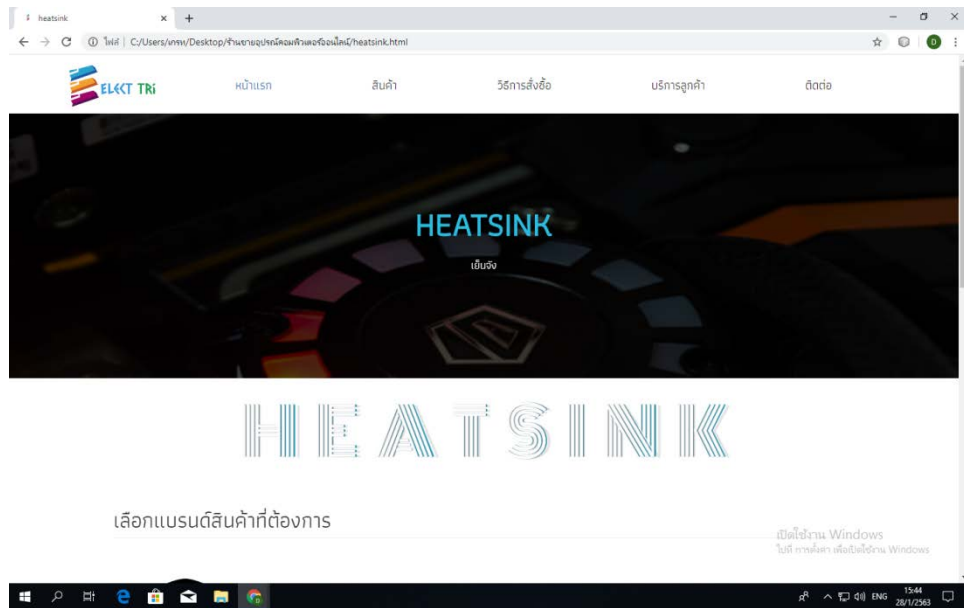 heatsink
ไฟล์ | C:/Users/เกรท/Desktop/ร้านขายอุปรณ์คอมพิวเตอร์ออนไลน์/heatsink.html
D
ELECT TRi
หน้าแรก
สินค้า
วิธีการสั่งซื้อ
บริการลูกค้า
ติดต่อ
HEATSINK
เย็นจัง
HEATSINK
เลือกแบรนด์สินค้าที่ต้องการ
เปิดใช้งาน Windows
ไปที่ การตั้งค่า เพื่อเปิดใช้งาน Windows
ENG
15:44
28/1/2563